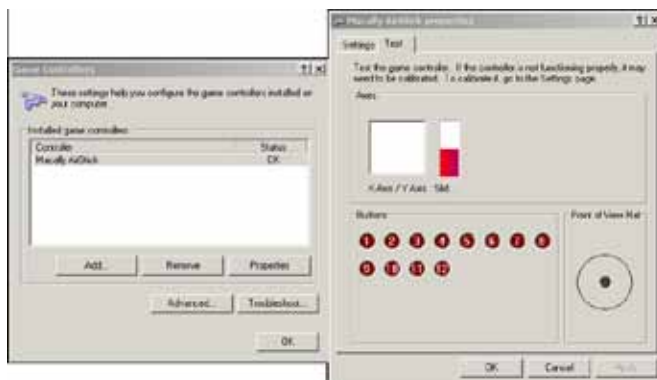 Game Controllers
These settings help you configure the game controllers installed on
your computer.
Installed game controllers
Controller Status
Macally AirStick OK
Add... Remove Properties
Advanced... Troubleshoot...
OK
Macally AirStick properties
Settings Test
Test the game controller. If the controller is not functioning properly, it may
need to be calibrated. To calibrate it, go to the Settings page.
Axes
X Axis / Y Axis
Buttons
1 2 3 4 5 6 7 8
9 10 11 12
Point of View Hat
OK Cancel Apply